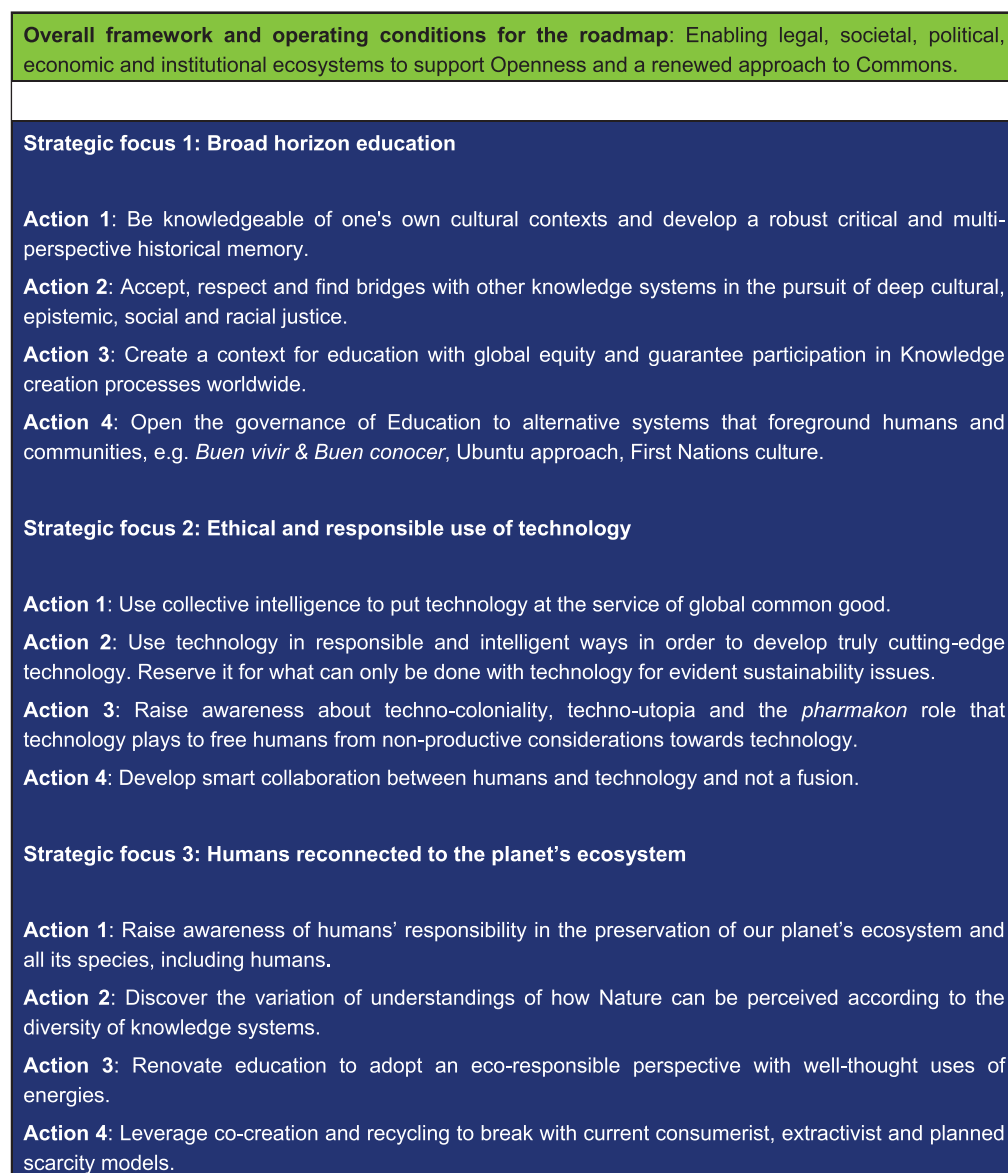 Overall framework and operating conditions for the roadmap: Enabling legal, societal, political,
economic and institutional ecosystems to support Openness and a renewed approach to Commons.
Strategic focus 1: Broad horizon education
Action 1: Be knowledgeable of one's own cultural contexts and develop a robust critical and multi-
perspective historical memory.
Action 2: Accept, respect and find bridges with other knowledge systems in the pursuit of deep cultural,
epistemic, social and racial justice.
Action 3: Create a context for education with global equity and guarantee participation in Knowledge
creation processes worldwide.
Action 4: Open the governance of Education to alternative systems that foreground humans and
communities, e.g. Buen vivir & Buen conocer, Ubuntu approach, First Nations culture.
Strategic focus 2: Ethical and responsible use of technology
Action 1: Use collective intelligence to put technology at the service of global common good.
Action 2: Use technology in responsible and intelligent ways in order to develop truly cutting-edge
technology. Reserve it for what can only be done with technology for evident sustainability issues.
Action 3: Raise awareness about techno-coloniality, techno-utopia and the pharmakon role that
technology plays to free humans from non-productive considerations towards technology.
Action 4: Develop smart collaboration between humans and technology and not a fusion.
Strategic focus 3: Humans reconnected to the planet’s ecosystem
Action 1: Raise awareness of humans’ responsibility in the preservation of our planet’s ecosystem and
all its species, including humans.
Action 2: Discover the variation of understandings of how Nature can be perceived according to the
diversity of knowledge systems.
Action 3: Renovate education to adopt an eco-responsible perspective with well-thought uses of
energies.
Action 4: Leverage co-creation and recycling to break with current consumerist, extractivist and planned
scarcity models.